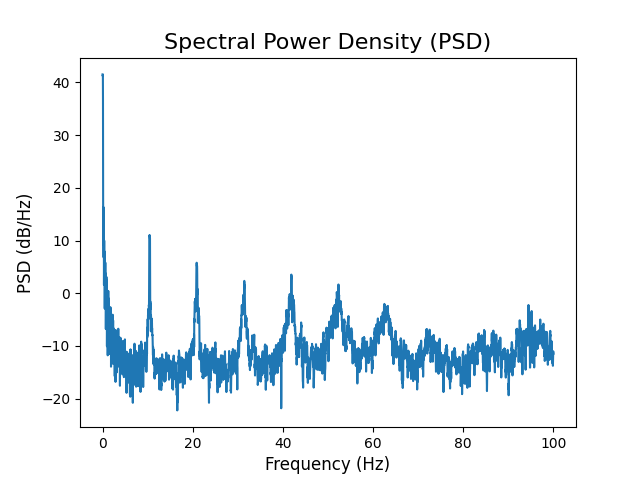 Spectral Power Density (PSD)
40
30
20
10
0
−10
−20
PSD (dB/Hz)
0 20 40 60 80 100
Frequency (Hz)